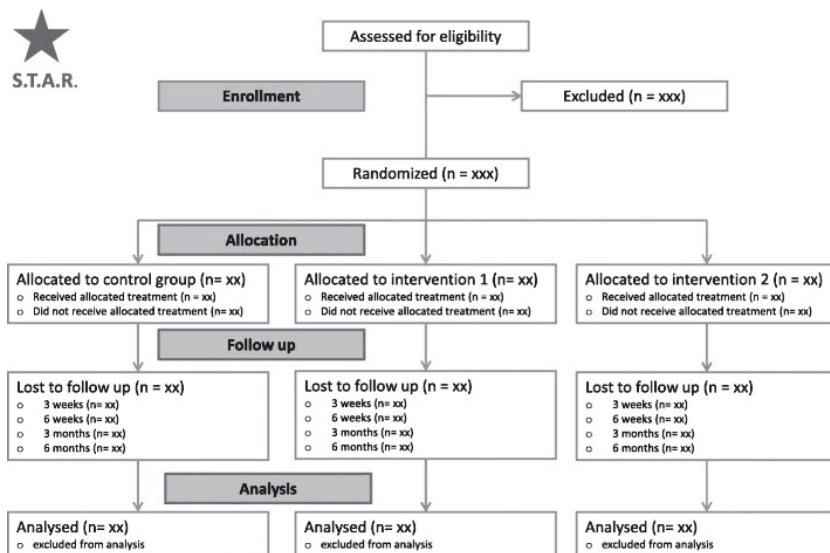 Assessed for eligibility
S.T.A.R.
Enrollment
Excluded (n = xxx)
Randomized (n = xxx)
Allocation
Allocated to control group (n= xx)
o Received allocated treatment (n = xx)
o Did not receive allocated treatment (n = xx)
Allocated to intervention 1 (n= xx)
o Received allocated treatment (n = xx)
o Did not receive allocated treatment (n = xx)
Allocated to intervention 2 (n= xx)
o Received allocated treatment (n = xx)
o Did not receive allocated treatment (n = xx)
Follow up
Lost to follow up (n = xx)
o 3 weeks (n= xx)
o 6 weeks (n= xx)
o 3 months (n= xx)
o 6 months (n= xx)
Lost to follow up (n = xx)
o 3 weeks (n= xx)
o 6 weeks (n= xx)
o 3 months (n= xx)
o 6 months (n= xx)
Lost to follow up (n = xx)
o 3 weeks (n= xx)
o 6 weeks (n= xx)
o 3 months (n= xx)
o 6 months (n= xx)
Analysis
Analysed (n= xx)
o excluded from analysis
Analysed (n= xx)
o excluded from analysis
Analysed (n= xx)
o excluded from analysis